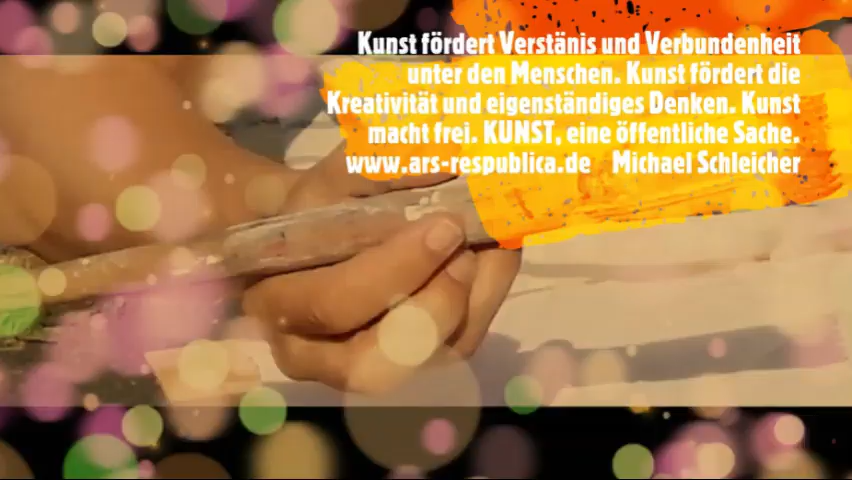 Kunst fördert Verstänis und Verbundenheit
unter den Menschen. Kunst fördert die
Kreativität und eigenständiges Denken. Kunst
macht frei. KUNST, eine öffentliche Sache.
www.ars-respublica.de Michael Schleicher